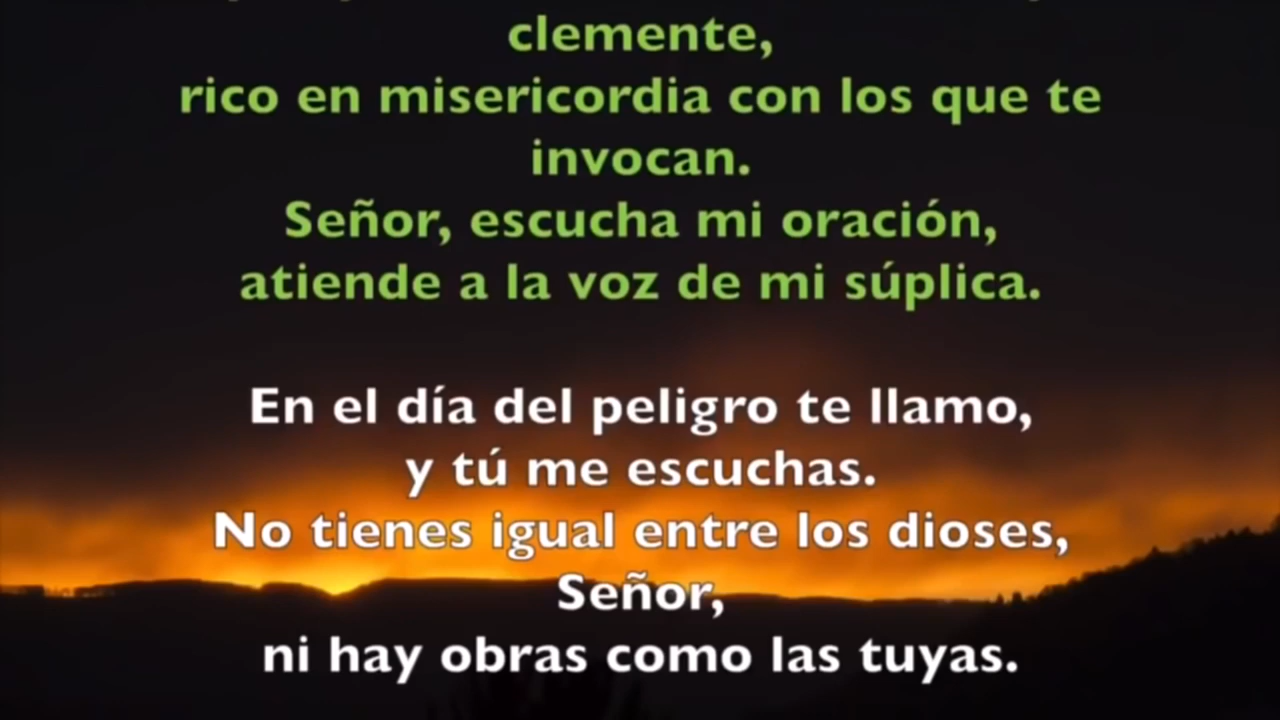 clemente,
rico en misericordia con los que te
invocan.
Señor, escucha mi oración,
atiende a la voz de mi súplica.
En el día del peligro te llamo,
y tú me escuchas.
No tienes igual entre los dioses,
Señor,
ni hay obras como las tuyas.